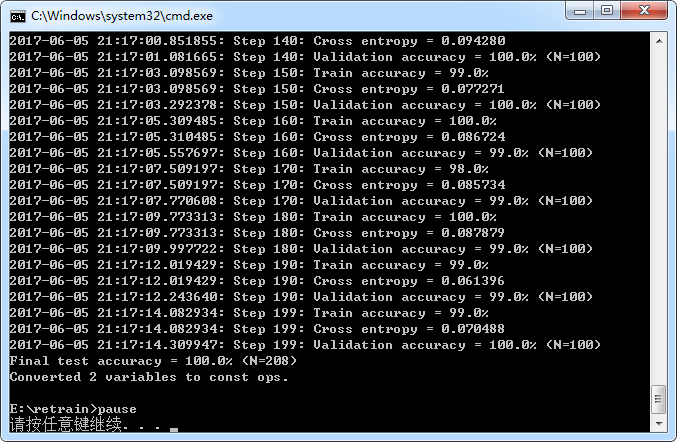 C:\Windows\system32\cmd.exe
2017-06-05 21:17:00.851855: Step 140: Cross entropy = 0.094280
2017-06-05 21:17:01.081665: Step 140: Validation accuracy = 100.0% (N=100)
2017-06-05 21:17:03.098569: Step 150: Train accuracy = 99.0%
2017-06-05 21:17:03.098569: Step 150: Cross entropy = 0.077271
2017-06-05 21:17:03.292378: Step 150: Validation accuracy = 100.0% (N=100)
2017-06-05 21:17:05.309485: Step 160: Train accuracy = 100.0%
2017-06-05 21:17:05.310485: Step 160: Cross entropy = 0.086724
2017-06-05 21:17:05.557697: Step 160: Validation accuracy = 99.0% (N=100)
2017-06-05 21:17:07.509197: Step 170: Train accuracy = 98.0%
2017-06-05 21:17:07.509197: Step 170: Cross entropy = 0.085734
2017-06-05 21:17:07.770608: Step 170: Validation accuracy = 99.0% (N=100)
2017-06-05 21:17:09.773313: Step 180: Train accuracy = 100.0%
2017-06-05 21:17:09.773313: Step 180: Cross entropy = 0.087879
2017-06-05 21:17:09.997722: Step 180: Validation accuracy = 99.0% (N=100)
2017-06-05 21:17:12.019429: Step 190: Train accuracy = 99.0%
2017-06-05 21:17:12.019429: Step 190: Cross entropy = 0.061396
2017-06-05 21:17:12.243640: Step 190: Validation accuracy = 99.0% (N=100)
2017-06-05 21:17:14.082934: Step 199: Train accuracy = 99.0%
2017-06-05 21:17:14.082934: Step 199: Cross entropy = 0.070488
2017-06-05 21:17:14.309947: Step 199: Validation accuracy = 100.0% (N=100)
Final test accuracy = 100.0% (N=208)
Converted 2 variables to const ops.
E:\retrain>pause
请按任意键继续. . .